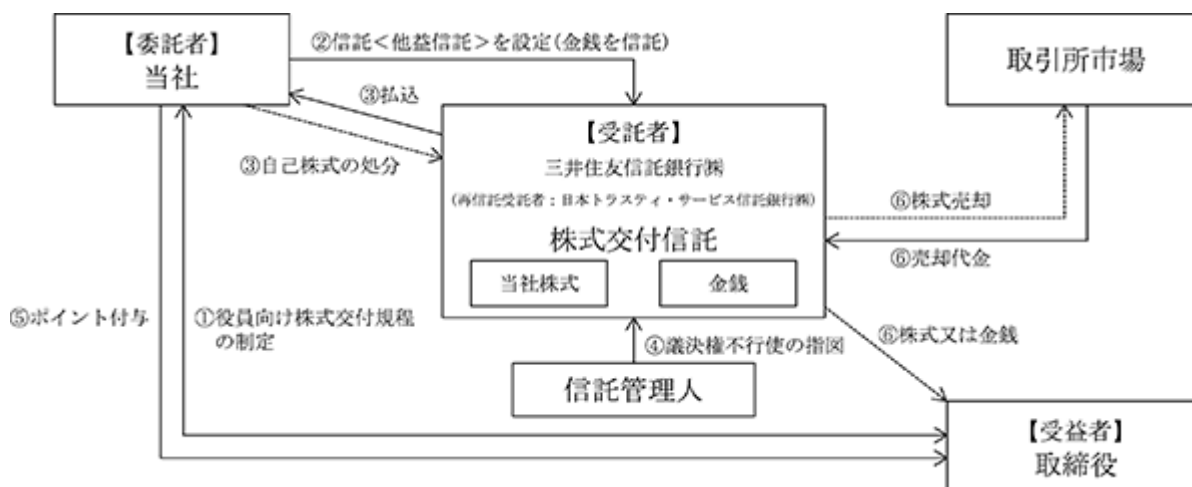 【委託者】
当社
②信託＜他益信託＞を設定(金銭を信託)
取引所市場
③払込
③自己株式の処分
【受託者】
三井住友信託銀行㈱
(再信託受託者：日本トラスティ・サービス信託銀行㈱)
株式交付信託
当社株式
金銭
⑥株式売却
⑥売却代金
⑤ポイント付与
①役員向け株式交付規程
の制定
④議決権不行使の指図
⑥株式又は金銭
信託管理人
【受益者】
取締役